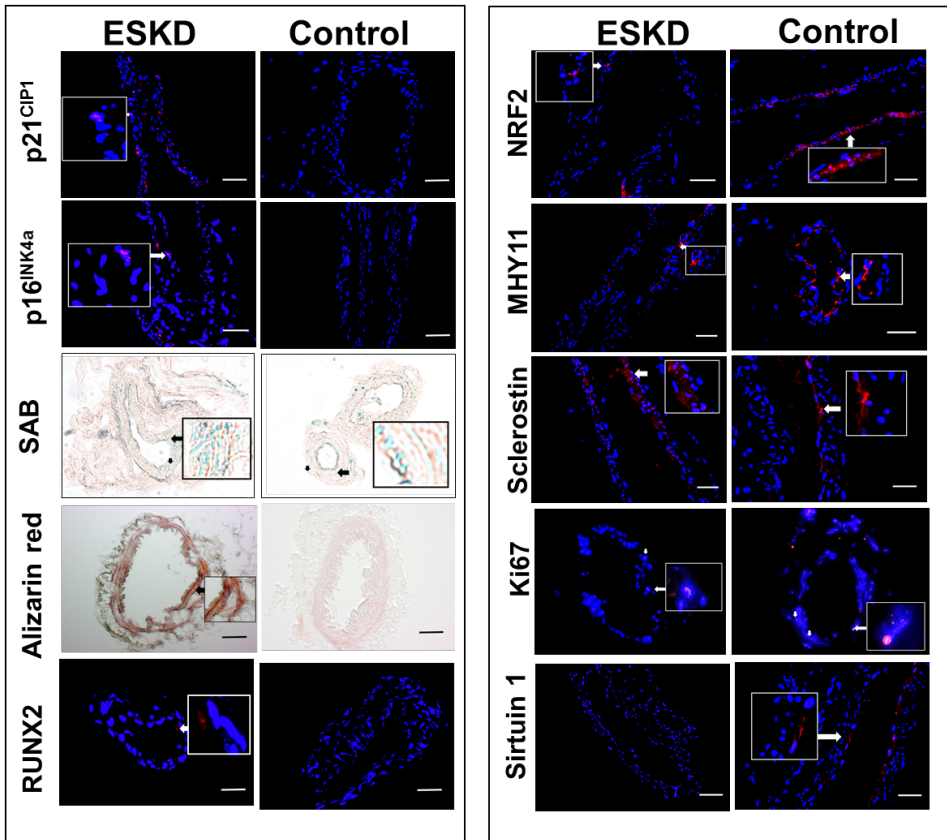 ESKD Control
p21CIP1
p16INK4a
SAB
Alizarin red
RUNX2
ESKD Control
NRF2
MHY11
Sclerostin
Ki67
Sirtuin 1